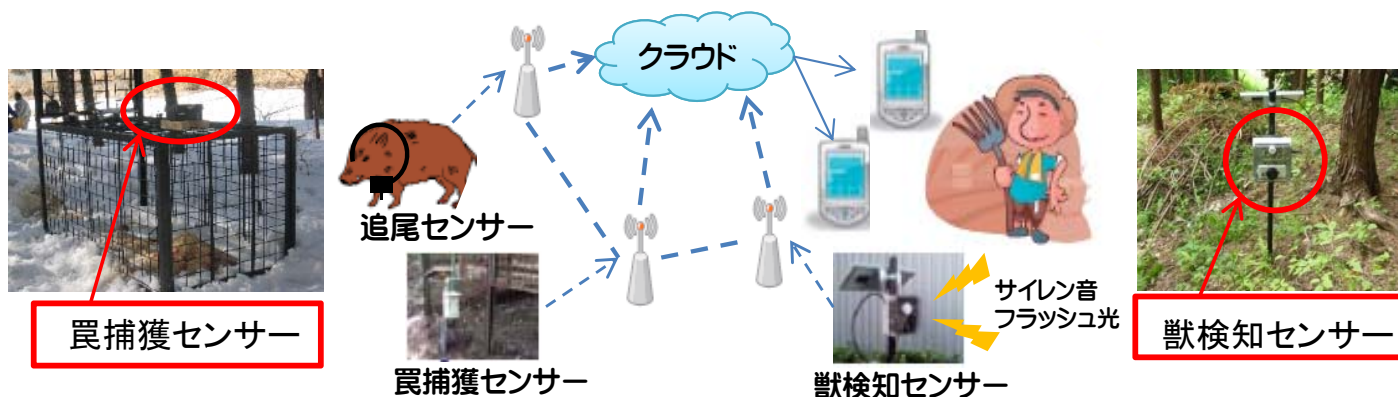 クラウド
追尾センサー
罠捕獲センサー
サイレン音
フラッシュ光
獣検知センサー
罠捕獲センサー
獣検知センサー